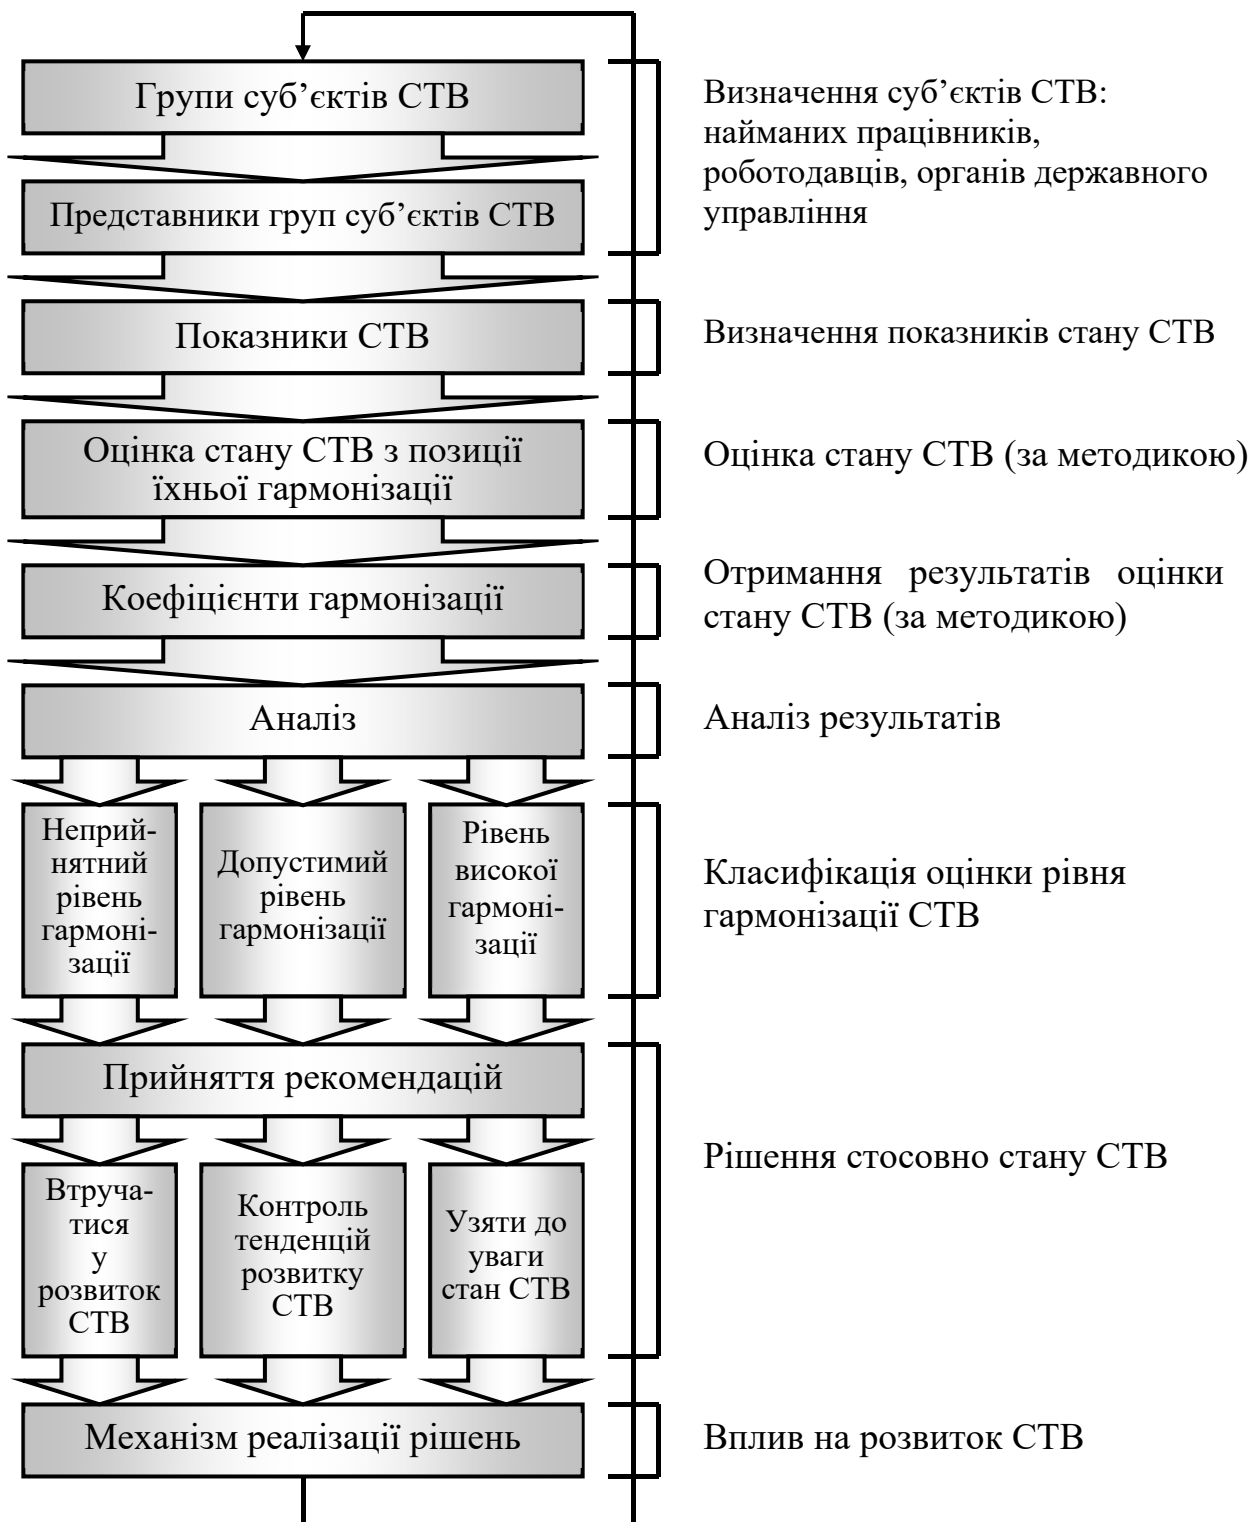 Групи суб’єктів СТВ
Визначення суб’єктів СТВ:
найманих працівників,
роботодавців, органів державного
управління
Представники груп суб’єктів СТВ
Показники СТВ
Визначення показників стану СТВ
Оцінка стану СТВ з позиції
їхньої гармонізації
Оцінка стану СТВ (за методикою)
Коефіцієнти гармонізації
Отримання результатів оцінки
стану СТВ (за методикою)
Аналіз
Аналіз результатів
Неприй-
нятний
рівень
гармоні-
зації
Допустимий
рівень
гармонізації
Рівень
високої
гармоні-
зації
Класифікація оцінки рівня
гармонізації СТВ
Прийняття рекомендацій
Рішення стосовно стану СТВ
Втруча-
тися
у
розвиток
СТВ
Контроль
тенденцій
розвитку
СТВ
Узяти до
уваги
стан СТВ
Механізм реалізації рішень
Вплив на розвиток СТВ